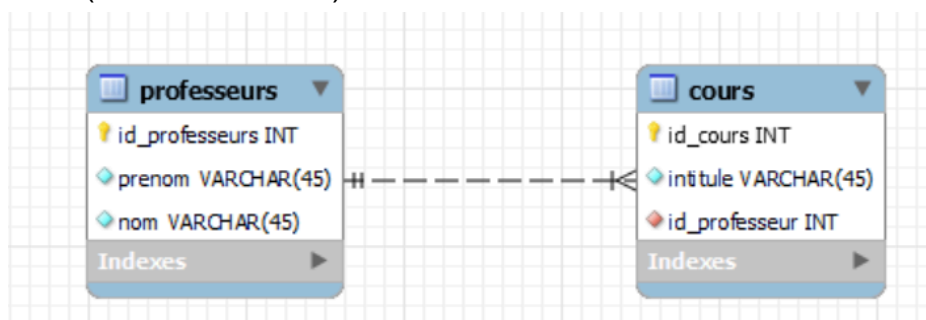 professeurs
id_professeurs INT
prenom VARCHAR(45)
nom VARCHAR(45)
Indexes
cours
id_cours INT
intitule VARCHAR(45)
id_professeur INT
Indexes